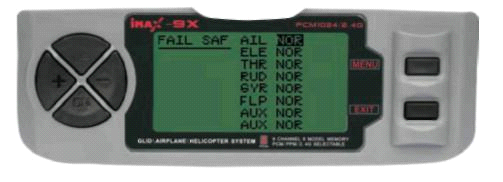 iMAX-9X PCM1024/2.4G
FAIL SAF AIL NOR
ELE NOR
THR NOR
RUD NOR
GYR NOR
FLP NOR
AUX NOR
AUX NOR
MENU
EXIT
GLID\AIRPLANE\HELICOPTER SYSTEM
8 CHANNEL 8 MODEL MEMORY
PCM/PPM/2.4G SELECTABLE